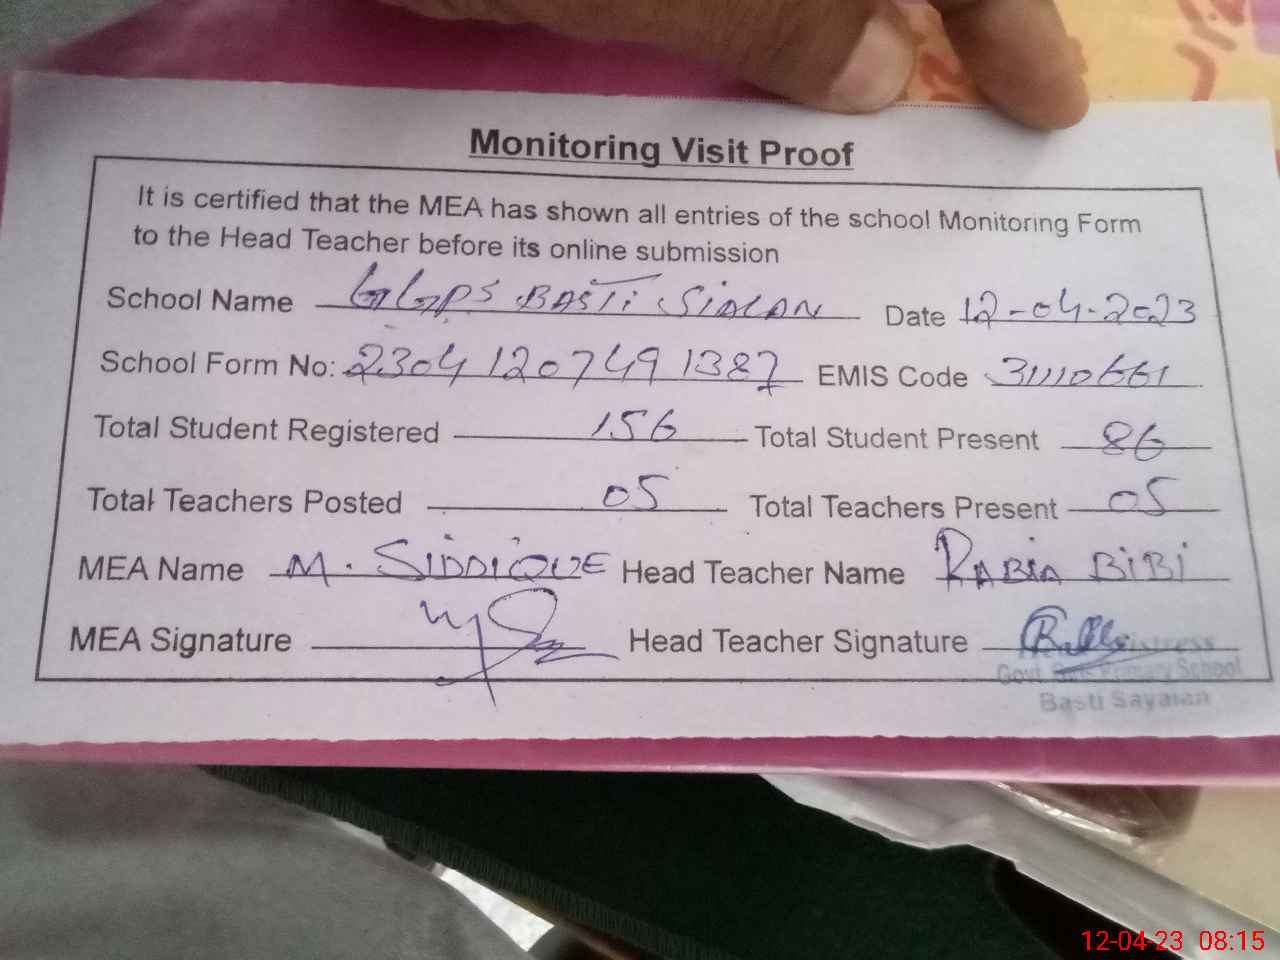 Monitoring Visit Proof
It is certified that the MEA has shown all entries of the school Monitoring Form
to the Head Teacher before its online submission
School Name GGPS BASTI SIALAN Date 12-04-2023
School Form No: 2304120749 1387 EMIS Code 31110661
Total Student Registered 156 Total Student Present 86
Total Teachers Posted 05 Total Teachers Present 05
MEA Name M. SIDDIQUE Head Teacher Name RABIA BIBI
MEA Signature Head Teacher Signature
Govt Girls Primary School
Basti Sayalan
12-04-23 08:15